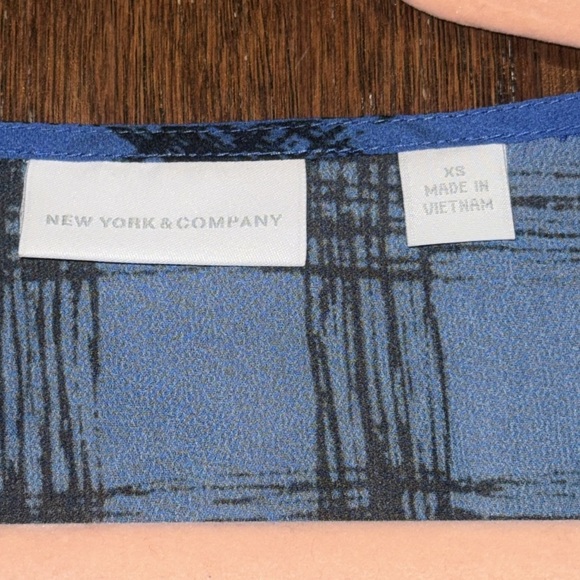 NEW YORK & COMPANY
XS
MADE IN
VIETNAM